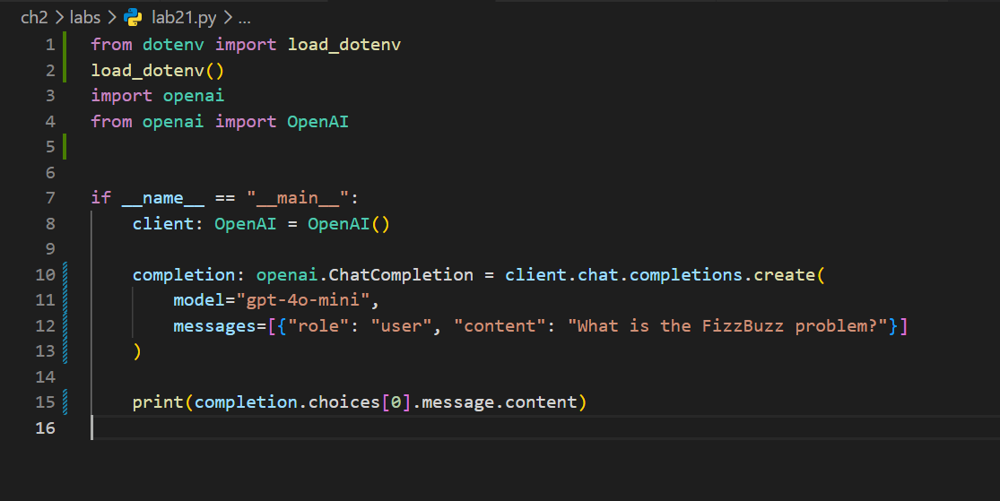 ch2 > labs > lab21.py > ...
1 from dotenv import load_dotenv
2 load_dotenv()
3 import openai
4 from openai import OpenAI
5
6
7 if __name__ == "__main__":
8     client: OpenAI = OpenAI()
9
10     completion: openai.ChatCompletion = client.chat.completions.create(
11         model="gpt-4o-mini",
12         messages=[{"role": "user", "content": "What is the FizzBuzz problem?"}]
13     )
14
15     print(completion.choices[0].message.content)
16